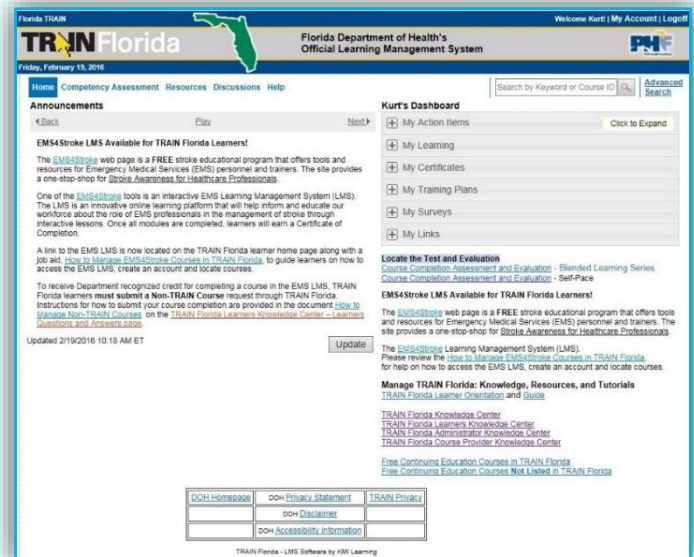 Florida TRAIN
Welcome Kurt! | My Account | Logoff
TRAIN Florida
Florida Department of Health's
Official Learning Management System
PHF
Friday, February 19, 2016
Home Competency Assessment Resources Discussions Help
Search by Keyword or Course ID
Advanced
Search
Announcements
Back Play Next
EMS4Stroke LMS Available for TRAIN Florida Learners!
The EMS4Stroke web page is a FREE stroke educational program that offers tools and
resources for Emergency Medical Services (EMS) personnel and trainers. The site provides
a one-stop-shop for Stroke Awareness for Healthcare Professionals.
One of the EMS4Stroke tools is an interactive EMS Learning Management System (LMS).
The LMS is an innovative online learning platform that will help inform and educate our
workforce about the role of EMS professionals in the management of stroke through
interactive lessons. Once all modules are completed, learners will earn a Certificate of
Completion.
A link to the EMS LMS is now located on the TRAIN Florida learner home page along with a
job aid, How to Manage EMS4Stroke Courses in TRAIN Florida, to guide learners on how to
access the EMS LMS, create an account and locate courses.
To receive Department recognized credit for completing a course in the EMS LMS, TRAIN
Florida learners must submit a Non-TRAIN Course request through TRAIN Florida.
Instructions for how to submit your course completion are provided in the document How to
Manage Non-TRAIN Courses on the TRAIN Florida Learners Knowledge Center – Learners
Questions and Answers page.
Updated 2/19/2016 10:18 AM ET
Update
Kurt's Dashboard
My Action Items
Click to Expand
My Learning
My Certificates
My Training Plans
My Surveys
My Links
Locate the Test and Evaluation
Course Completion Assessment and Evaluation - Blended Learning Series
Course Completion Assessment and Evaluation - Self-Pace
EMS4Stroke LMS Available for TRAIN Florida Learners!
The EMS4Stroke web page is a FREE stroke educational program that offers tools
and resources for Emergency Medical Services (EMS) personnel and trainers. The
site provides a one-stop-shop for Stroke Awareness for Healthcare Professionals.
The EMS4Stroke Learning Management System (LMS).
Please review the How to Manage EMS4Stroke Courses in TRAIN Florida,
for help on how to access the EMS LMS, create an account and locate courses.
Manage TRAIN Florida: Knowledge, Resources, and Tutorials
TRAIN Florida Learner Orientation and Guide
TRAIN Florida Knowledge Center
TRAIN Florida Learners Knowledge Center
TRAIN Florida Administrator Knowledge Center
TRAIN Florida Course Provider Knowledge Center
Free Continuing Education Courses in TRAIN Florida
Free Continuing Education Courses Not Listed in TRAIN Florida
DOH Homepage DOH Privacy Statement TRAIN Privacy
DOH Disclaimer
DOH Accessibility Information
TRAIN Florida - LMS Software by KMI Learning